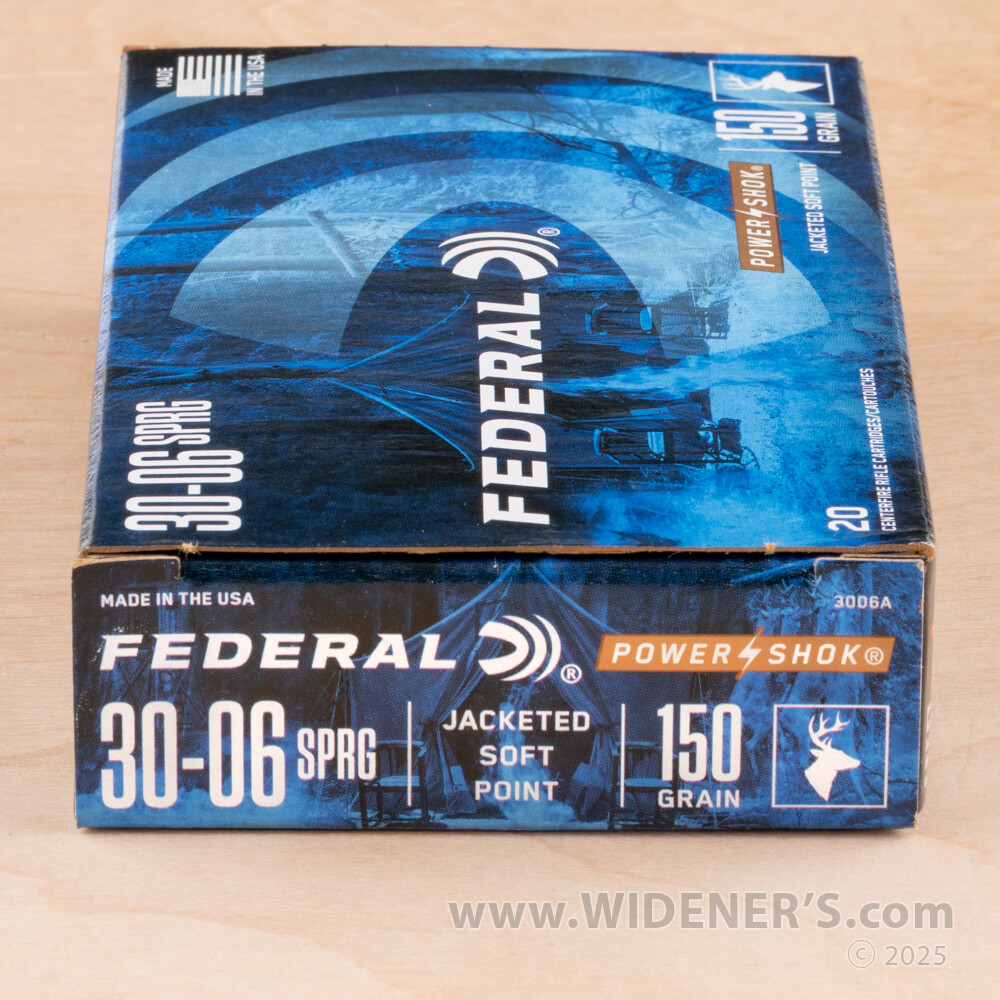 MADE
IN THE USA
150
GRAIN
POWER SHOK®
JACKETED SOFT POINT
FEDERAL®
30-06 SPRG
20
CENTERFIRE RIFLE CARTRIDGES/CARTOUCHES
MADE IN THE USA
3006A
FEDERAL®
POWER SHOK®
30-06 SPRG
JACKETED
SOFT
POINT
150
GRAIN
www.WIDENER'S.com
© 2025